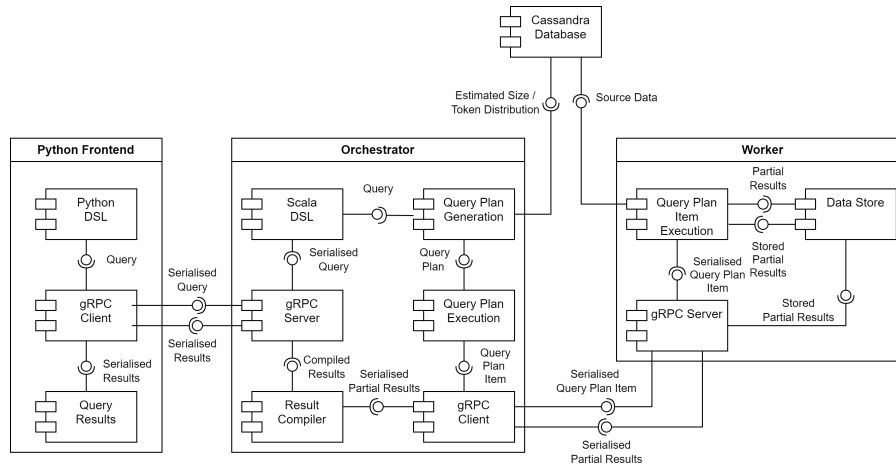 Cassandra
Database
Estimated Size /
Token Distribution
Source Data
Python Frontend
Python
DSL
Query
gRPC
Client
Serialised
Results
Query
Results
Serialised
Query
Serialised
Results
Orchestrator
Scala
DSL
Query
Query Plan
Generation
Serialised
Query
Query
Plan
gRPC
Server
Query Plan
Execution
Compiled
Results
Serialised
Partial Results
Query
Plan
Item
Result
Compiler
gRPC
Client
Serialised
Query Plan Item
Serialised
Partial Results
Worker
Query Plan
Item
Execution
Partial
Results
Data Store
Stored
Partial
Results
Serialised
Query Plan
Item
gRPC Server
Stored
Partial Results